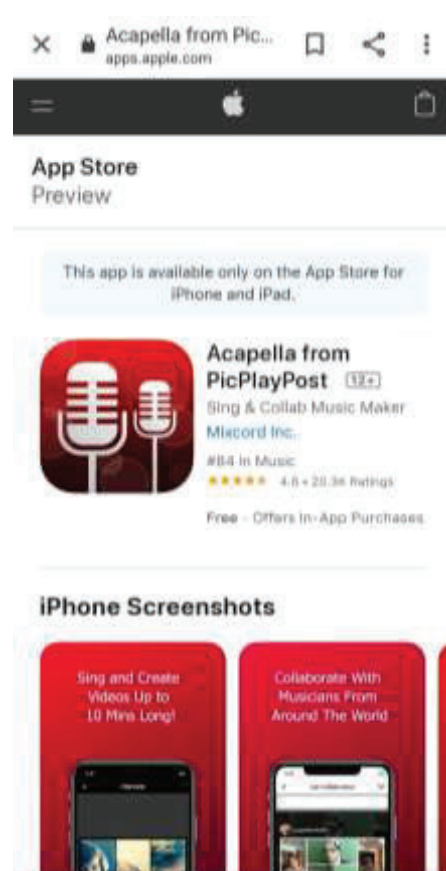 Acapella from Pic...
apps.apple.com
App Store
Preview
This app is available only on the App Store for
iPhone and iPad.
Acapella from
PicPlayPost 12+
Sing & Collab Music Maker
Mixcord Inc.
#84 in Music
4.8 • 20.3K Ratings
Free · Offers In-App Purchases
iPhone Screenshots
Sing and Create
Videos Up to
10 Mins Long!
Collaborate With
Musicians From
Around The World